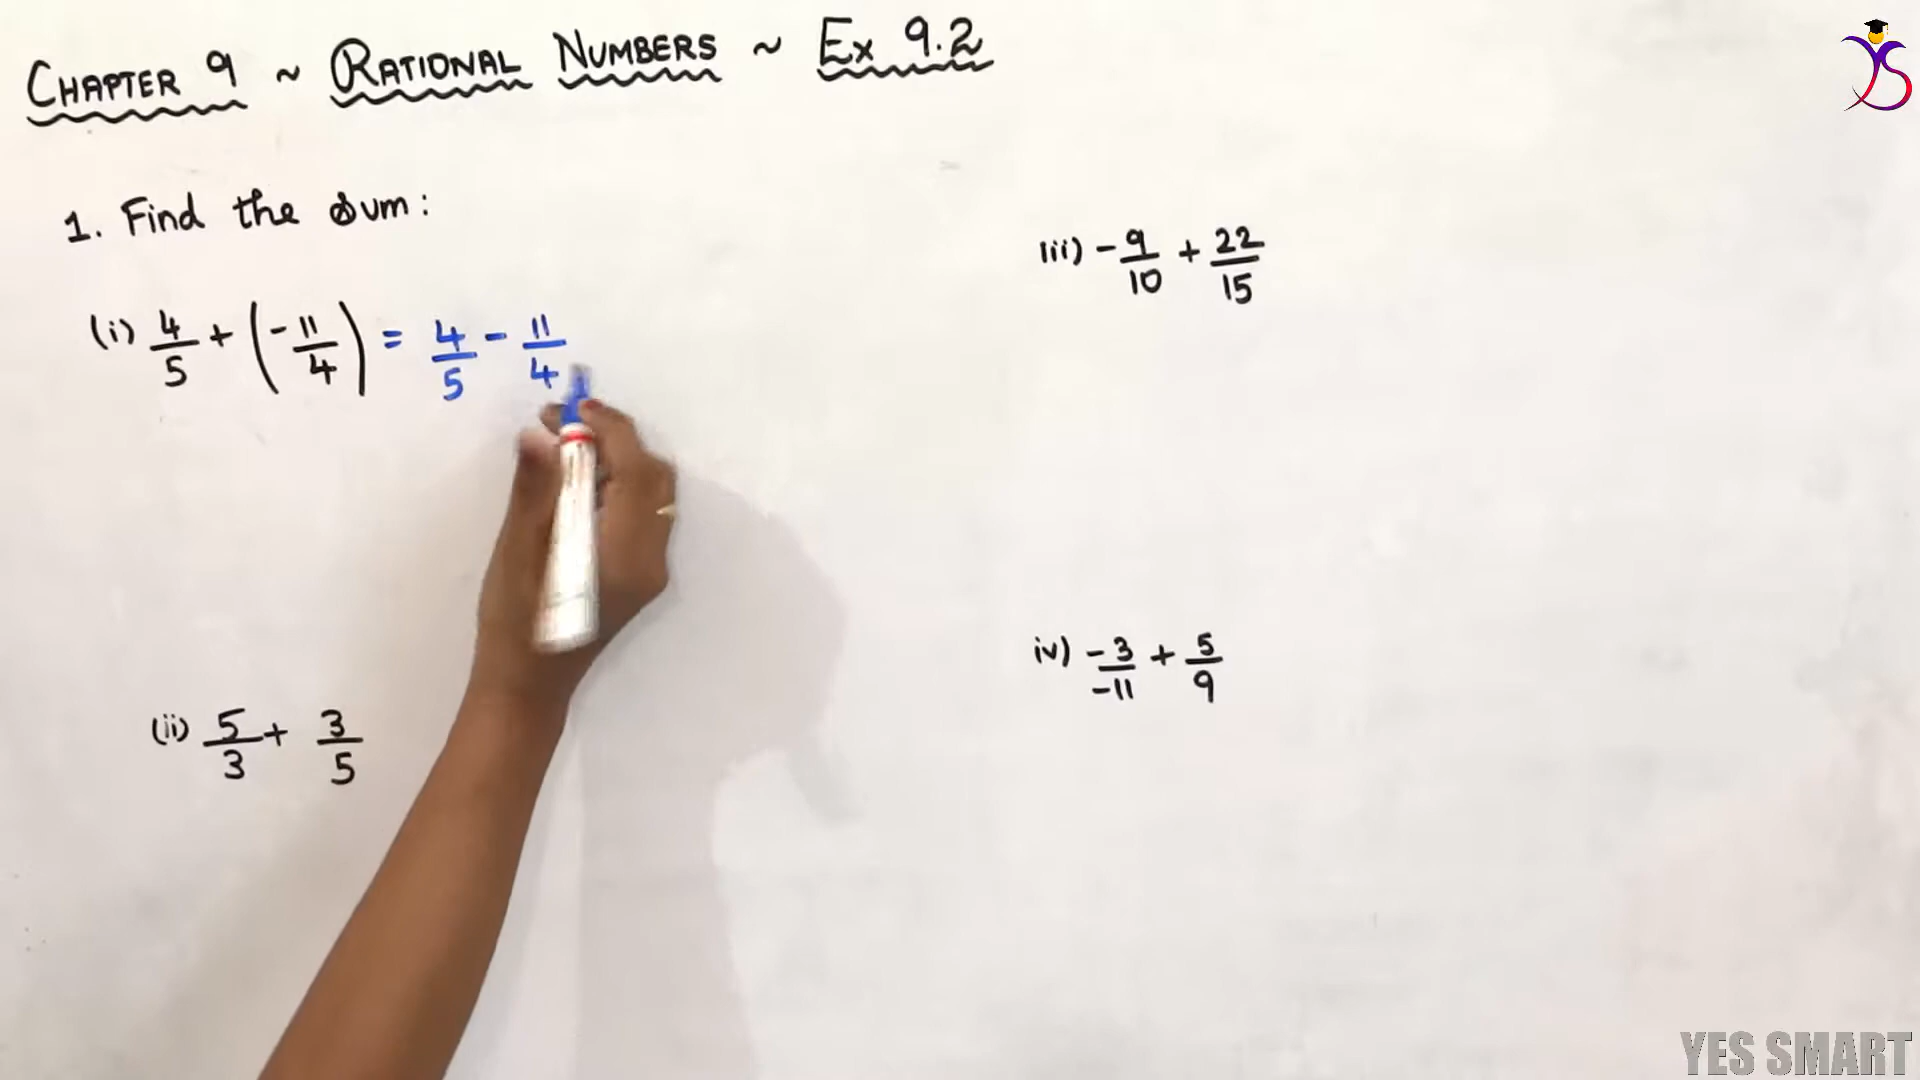 CHAPTER 9 ~ RATIONAL NUMBERS ~ Ex 9.2
1. Find the sum:
(i) 4/5 + (-11/4) = 4/5 - 11/4
(ii) 5/3 + 3/5
iii) -9/10 + 22/15
iv) -3/-11 + 5/9
YS
YES SMART